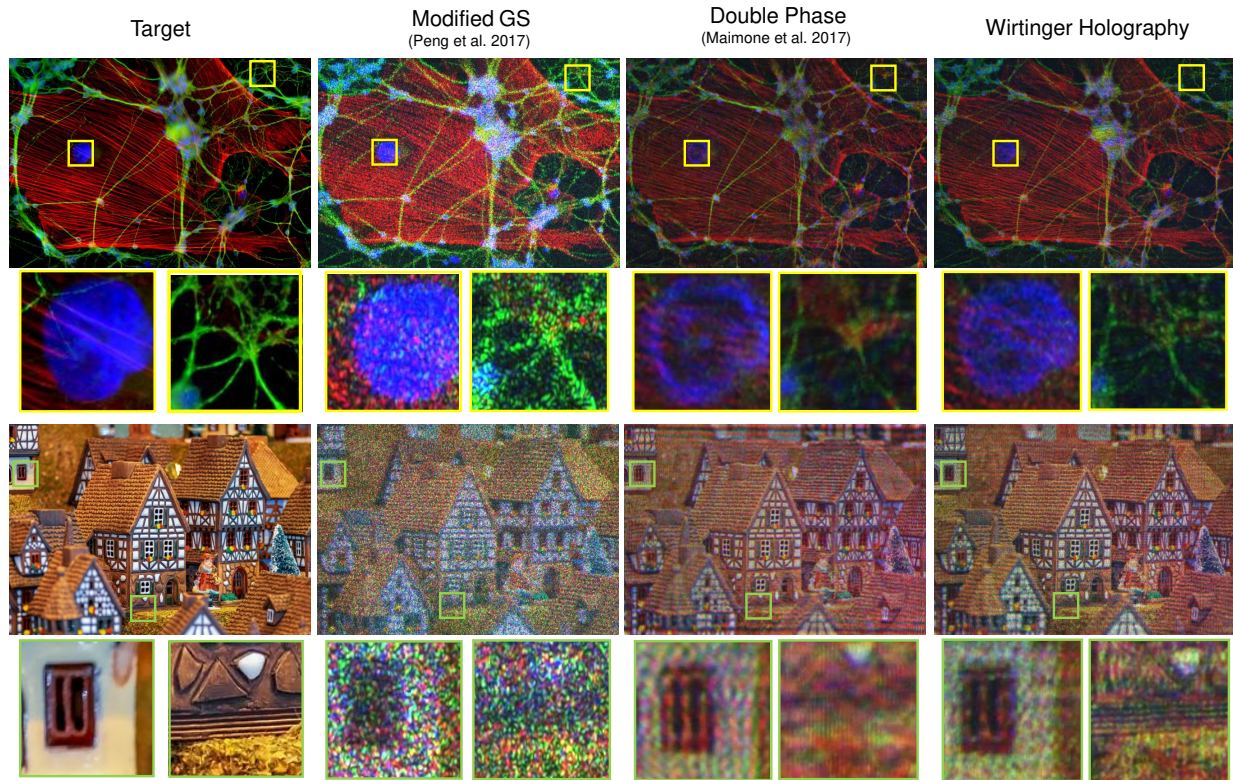 Target
Modified GS
(Peng et al. 2017)
Double Phase
(Maimone et al. 2017)
Wirtinger Holography